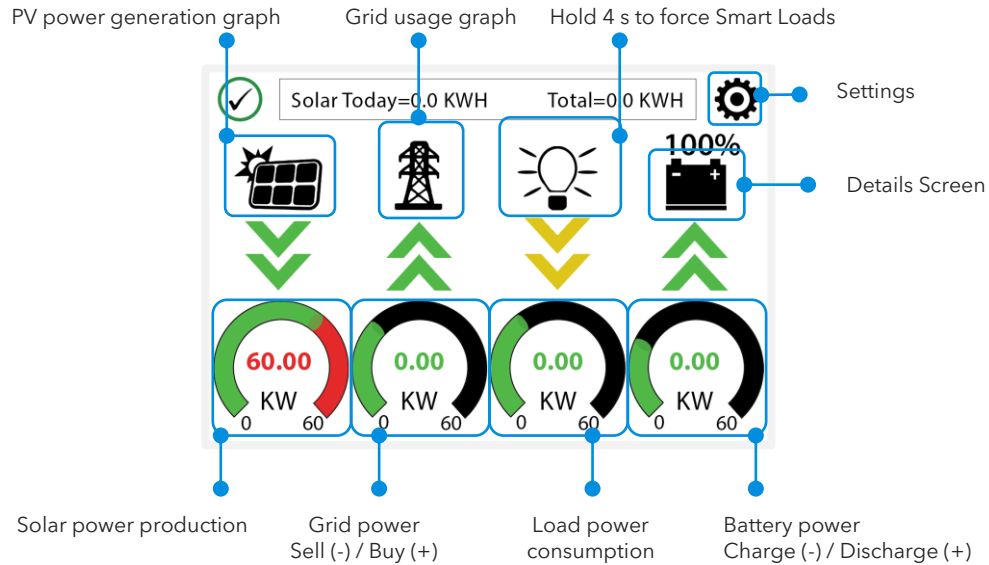 PV power generation graph
Grid usage graph
Hold 4 s to force Smart Loads
Solar Today=0.0 KWH
Total=0.0 KWH
Settings
100%
- +
Details Screen
60.00
KW
0 60
0.00
KW
0 60
0.00
KW
0 60
0.00
KW
0 60
Solar power production
Grid power
Sell (-) / Buy (+)
Load power
consumption
Battery power
Charge (-) / Discharge (+)